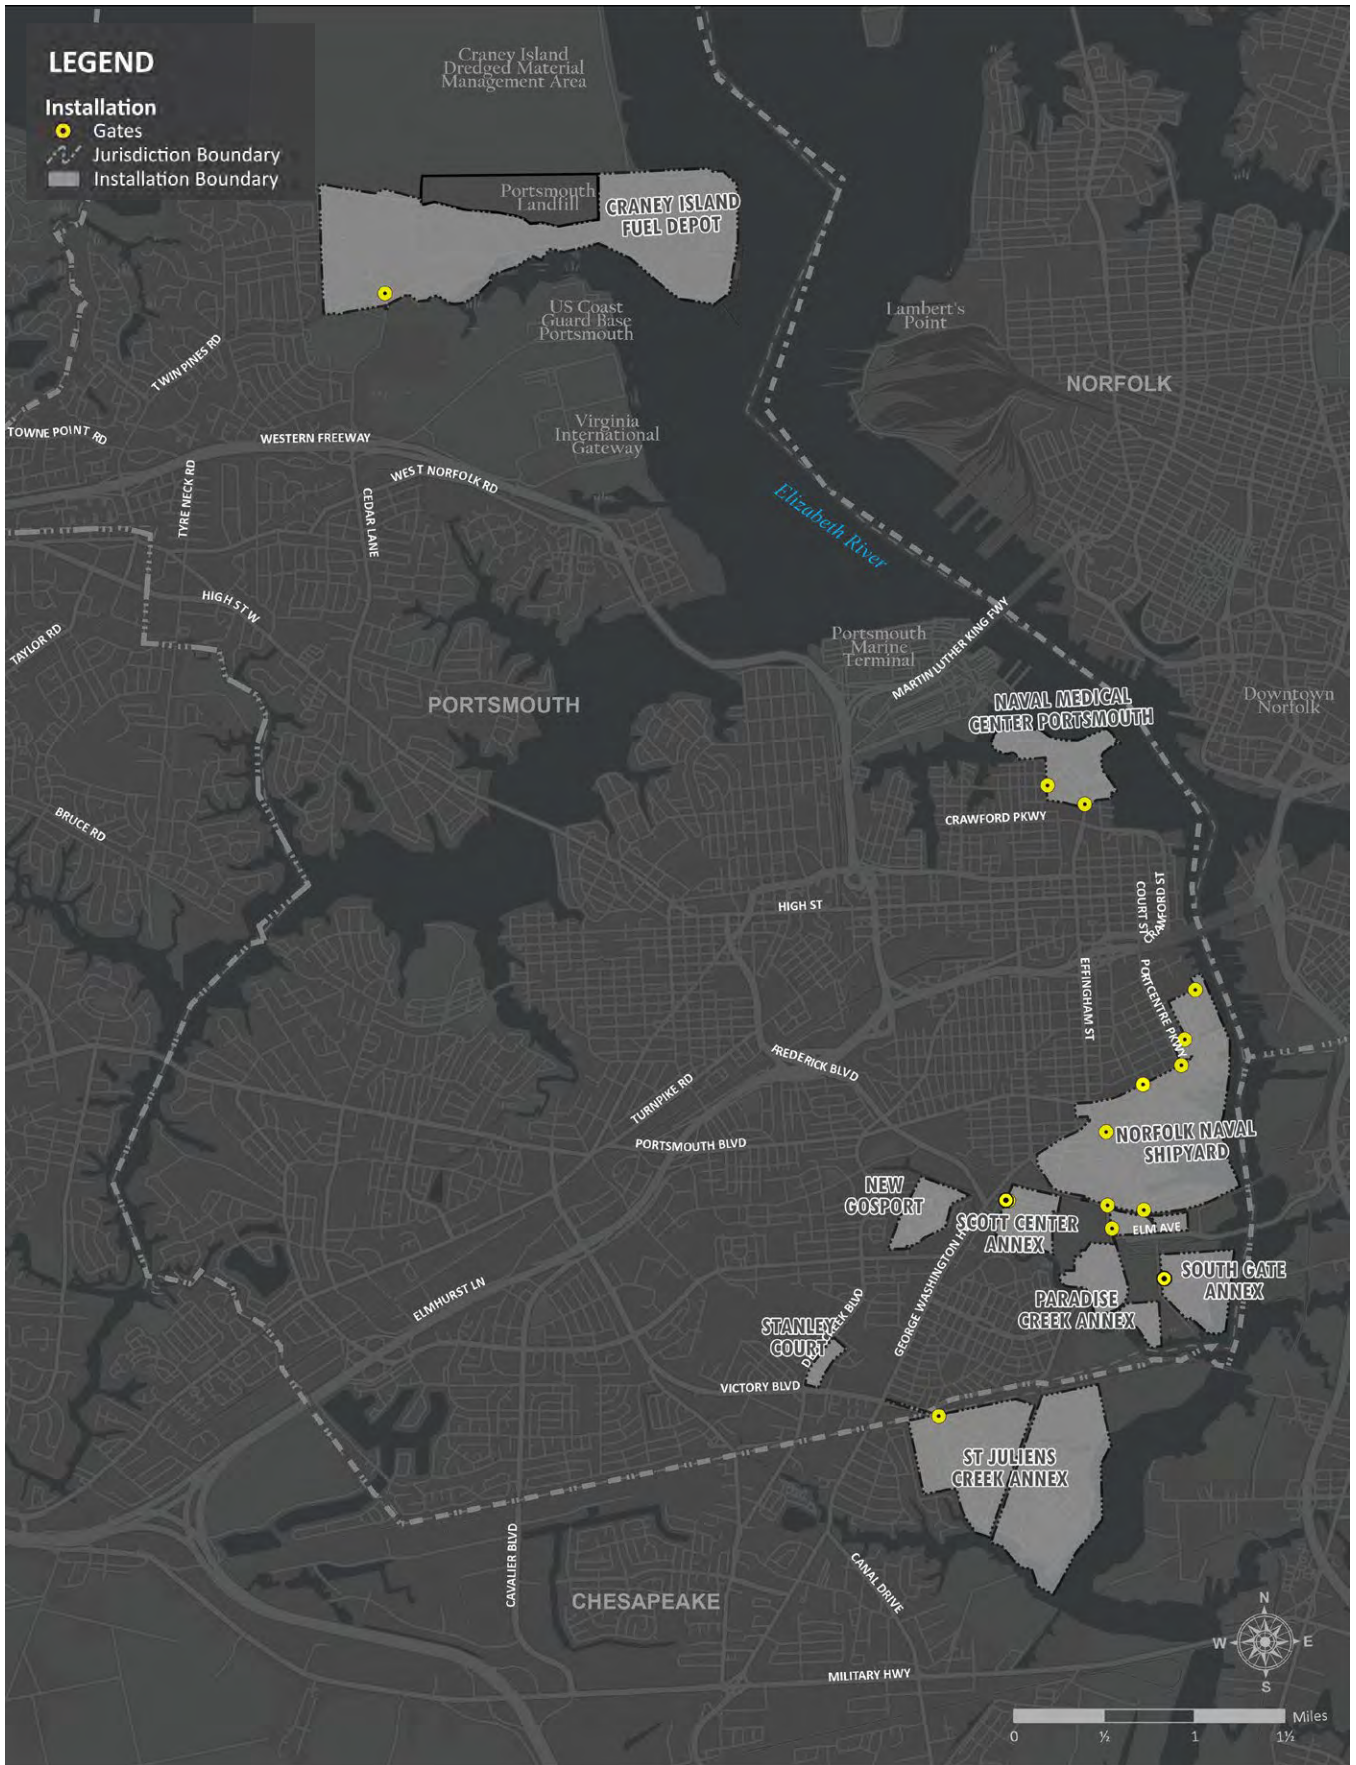 LEGEND
Installation
Gates
Jurisdiction Boundary
Installation Boundary
Craney Island
Dredged Material
Management Area
Portsmouth
Landfill
CRANEY ISLAND
FUEL DEPOT
US Coast
Guard Base
Portsmouth
Lambert's
Point
TWIN PINES RD
NORFOLK
TOWNE POINT RD
WESTERN FREEWAY
Virginia
International
Gateway
WEST NORFOLK RD
TYRE NECK RD
CEDAR LANE
Elizabeth River
HIGH ST W
TAYLOR RD
Portsmouth
Marine
Terminal
MARTIN LUTHER KING FWY
PORTSMOUTH
NAVAL MEDICAL
CENTER PORTSMOUTH
Downtown
Norfolk
BRUCE RD
CRAWFORD PKWY
HIGH ST
COURT ST
CRAWFORD ST
EFFINGHAM ST
PORTCENTRE PKWY
FREDERICK BLVD
TURNPIKE RD
PORTSMOUTH BLVD
NORFOLK NAVAL
SHIPYARD
NEW
GOSPORT
SCOTT CENTER
ANNEX
ELM AVE
GEORGE WASHINGTON H
SOUTH GATE
ANNEX
PARADISE
CREEK ANNEX
ELMHURST LN
STANLEY
COURT
DE EEK BLVD
VICTORY BLVD
ST JULIENS
CREEK ANNEX
CAVALIER BLVD
CANAL DRIVE
CHESAPEAKE
MILITARY HWY
N
W E
S
Miles
0 ½ 1 1½